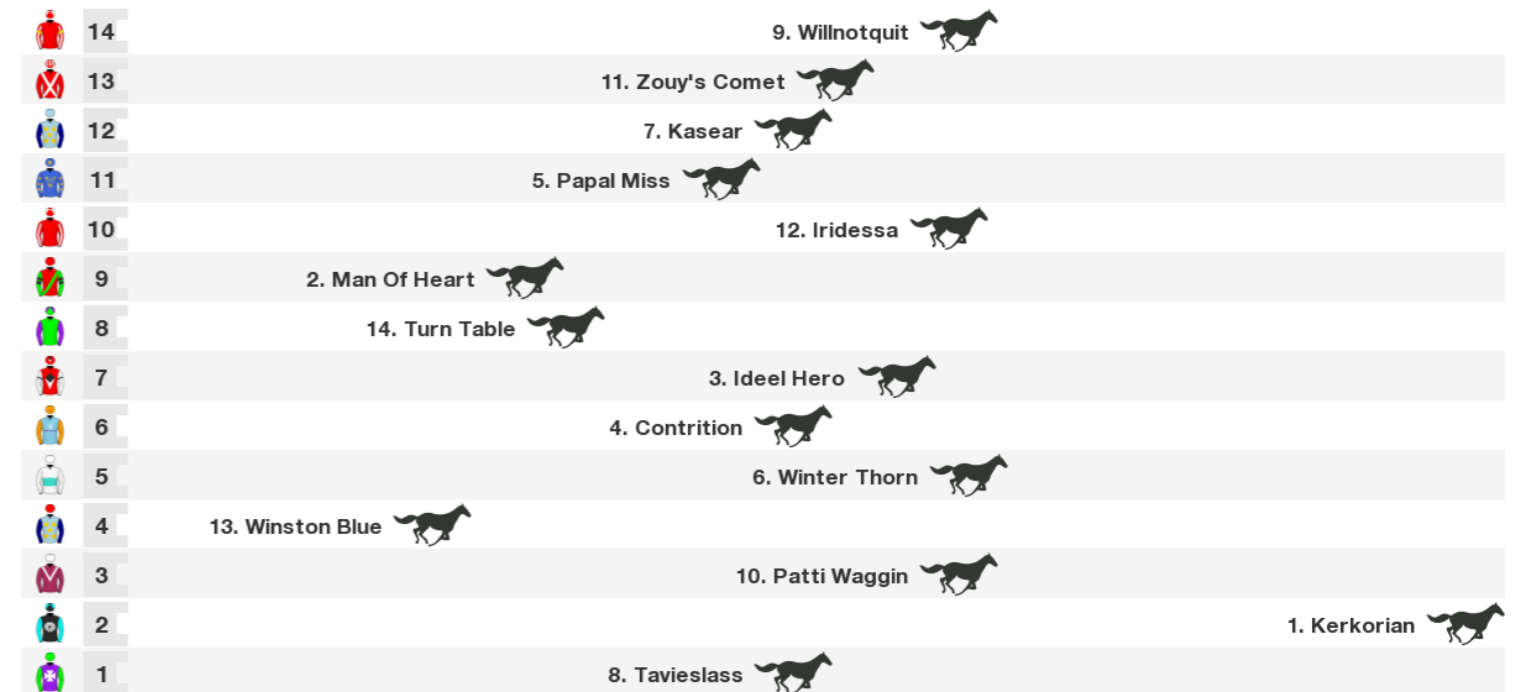 14 9. Willnotquit
13 11. Zouy's Comet
12 7. Kasear
11 5. Papal Miss
10 12. Iridessa
9 2. Man Of Heart
8 14. Turn Table
7 3. Ideel Hero
6 4. Contrition
5 6. Winter Thorn
4 13. Winston Blue
3 10. Patti Waggin
2 1. Kerkorian
1 8. Tavieslass